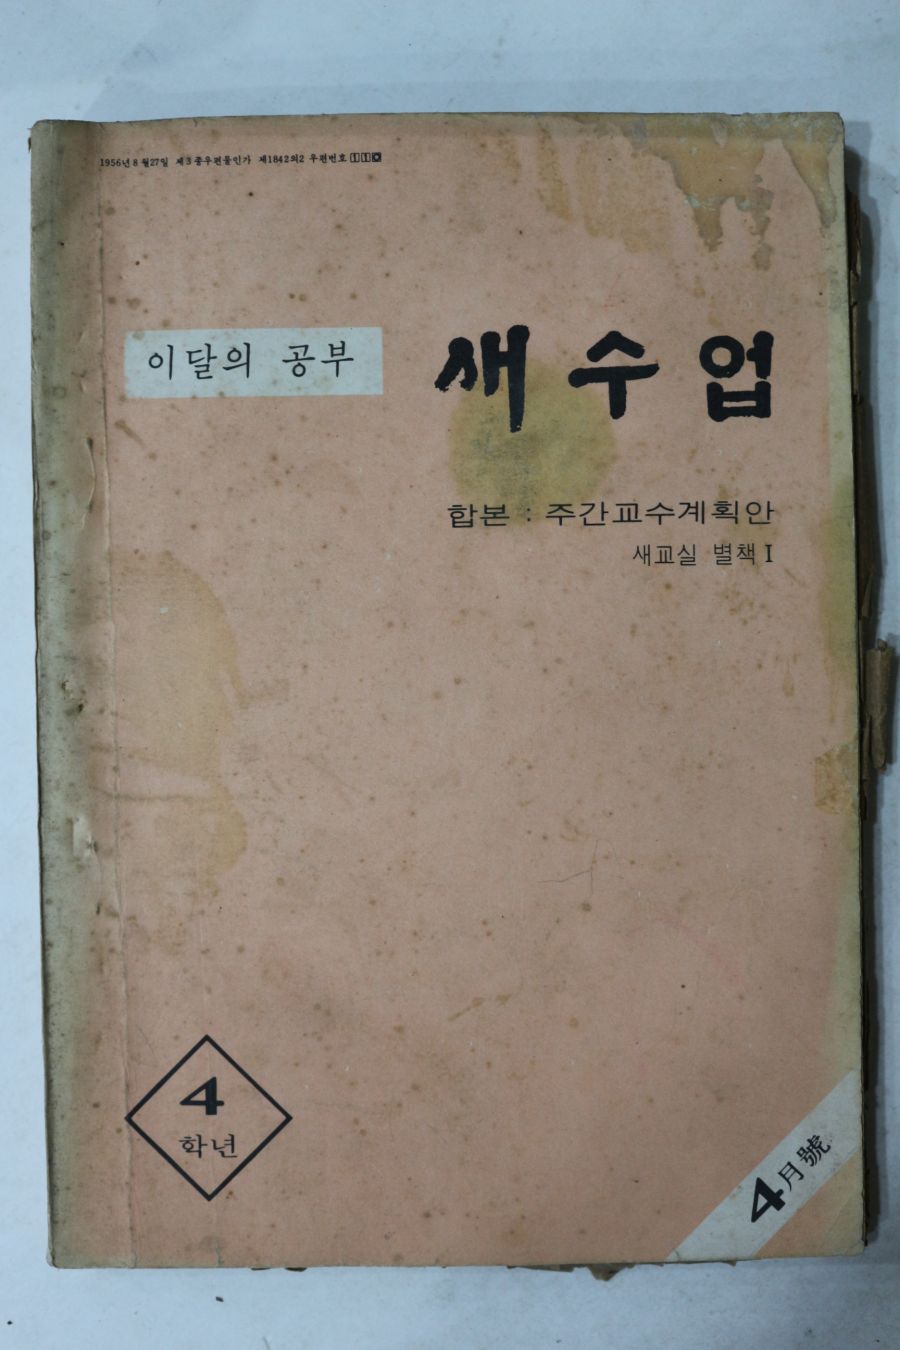 1956년 8월27일 제3종우편물인가 제1842의2 우편번호 110
이달의 공부
새수업
합본 : 주간교수계획안
새교실 별책 I
4
학년
4月號